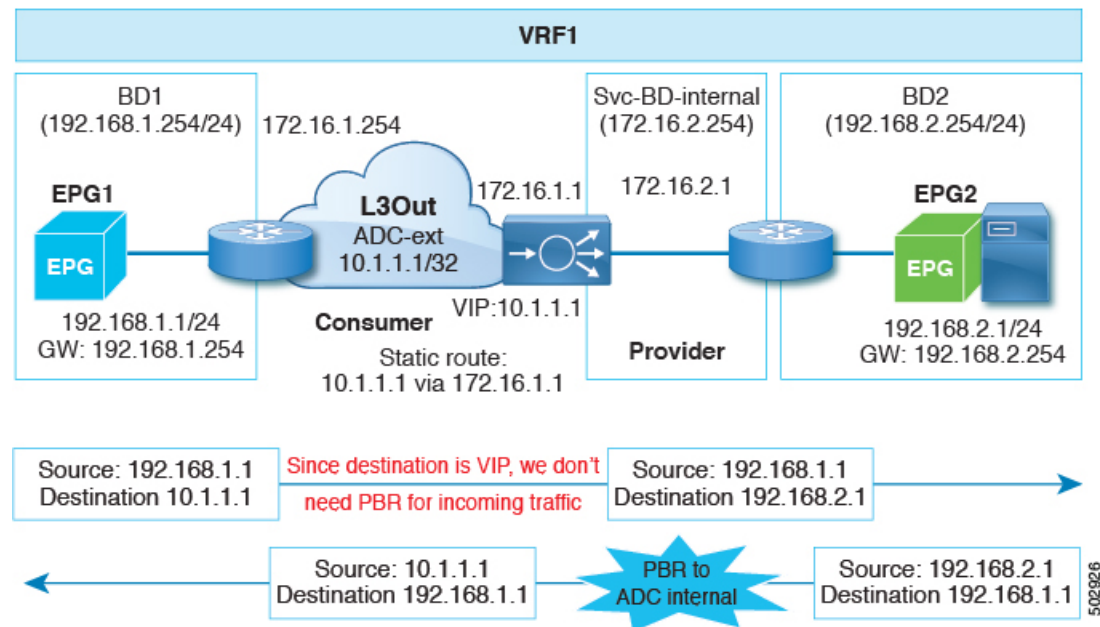 VRF1
BD1
(192.168.1.254/24)
172.16.1.254
Svc-BD-internal
(172.16.2.254)
BD2
(192.168.2.254/24)
EPG1
EPG
L3Out
ADC-ext
10.1.1.1/32
172.16.1.1
172.16.2.1
EPG2
EPG
192.168.1.1/24
GW: 192.168.1.254
Consumer
VIP:10.1.1.1
Static route:
10.1.1.1 via 172.16.1.1
Provider
192.168.2.1/24
GW: 192.168.2.254
Source: 192.168.1.1
Destination 10.1.1.1
Since destination is VIP, we don't
need PBR for incoming traffic
Source: 192.168.1.1
Destination 192.168.2.1
Source: 10.1.1.1
Destination 192.168.1.1
PBR to
ADC internal
Source: 192.168.2.1
Destination 192.168.1.1
502926